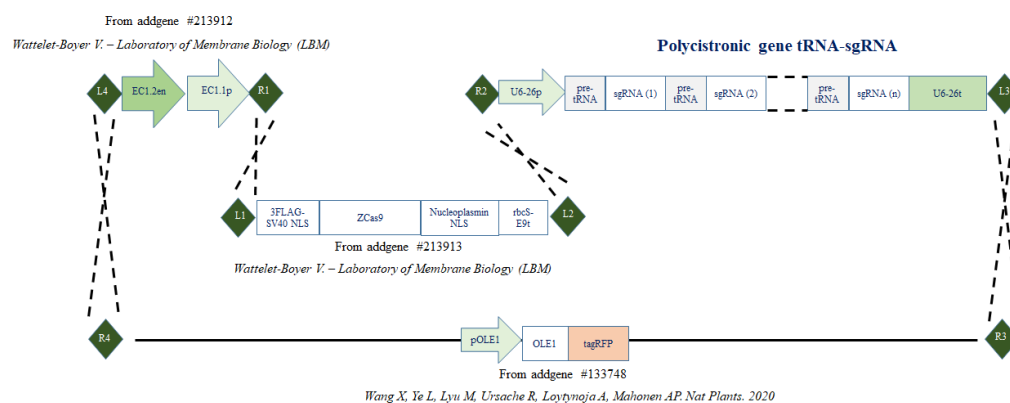 From addgene #213912
Wattelet-Boyer V. – Laboratory of Membrane Biology (LBM)
Polycistronic gene tRNA-sgRNA
L4
EC1.2en
EC1.1p
R1
R2
U6-26p
pre-
tRNA
sgRNA (1)
pre-
tRNA
sgRNA (2)
pre-
tRNA
sgRNA (n)
U6-26t
L3
L1
3FLAG-
SV40 NLS
ZCas9
Nucleoplasmin
NLS
rbcS-
E9t
L2
From addgene #213913
Wattelet-Boyer V. – Laboratory of Membrane Biology (LBM)
R4
pOLE1
OLE1
tagRFP
R3
From addgene #133748
Wang X, Ye L, Lyu M, Ursache R, Loytynoja A, Mahonen AP. Nat Plants. 2020